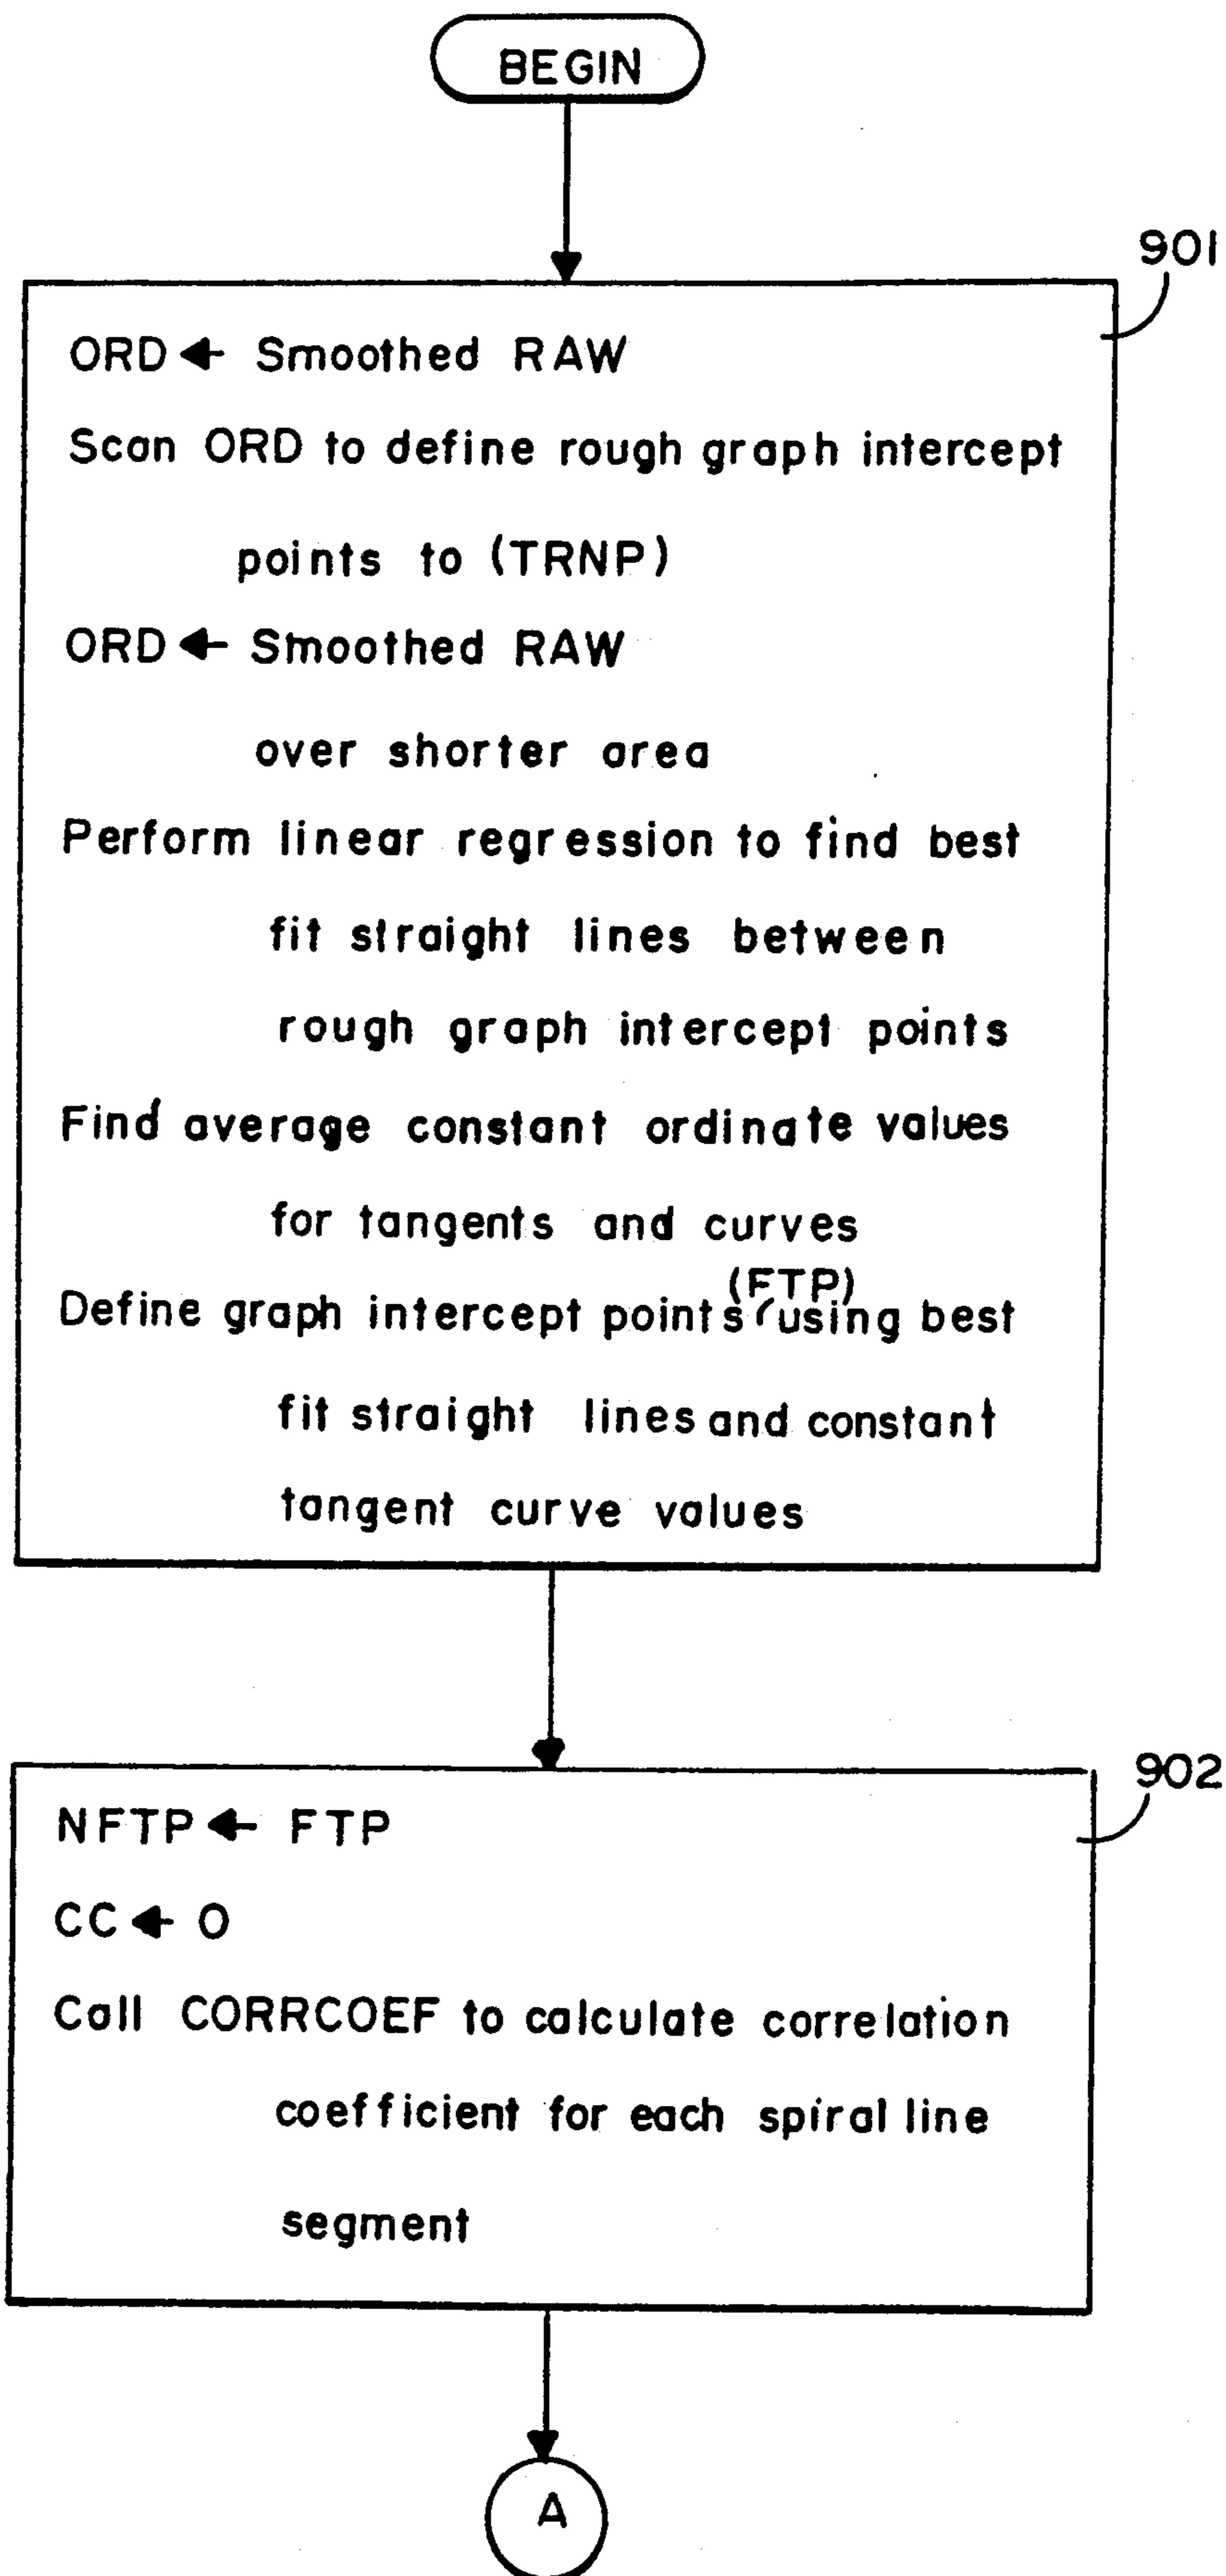 BEGIN
901
ORD ← Smoothed RAW
Scan ORD to define rough graph intercept
points to (TRNP)
ORD ← Smoothed RAW
over shorter area
Perform linear regression to find best
fit straight lines between
rough graph intercept points
Find average constant ordinate values
for tangents and curves
(FTP)
Define graph intercept points using best
fit straight lines and constant
tangent curve values
902
NFTP ← FTP
CC ← 0
Call CORRCOEF to calculate correlation
coefficient for each spiral line
segment
A